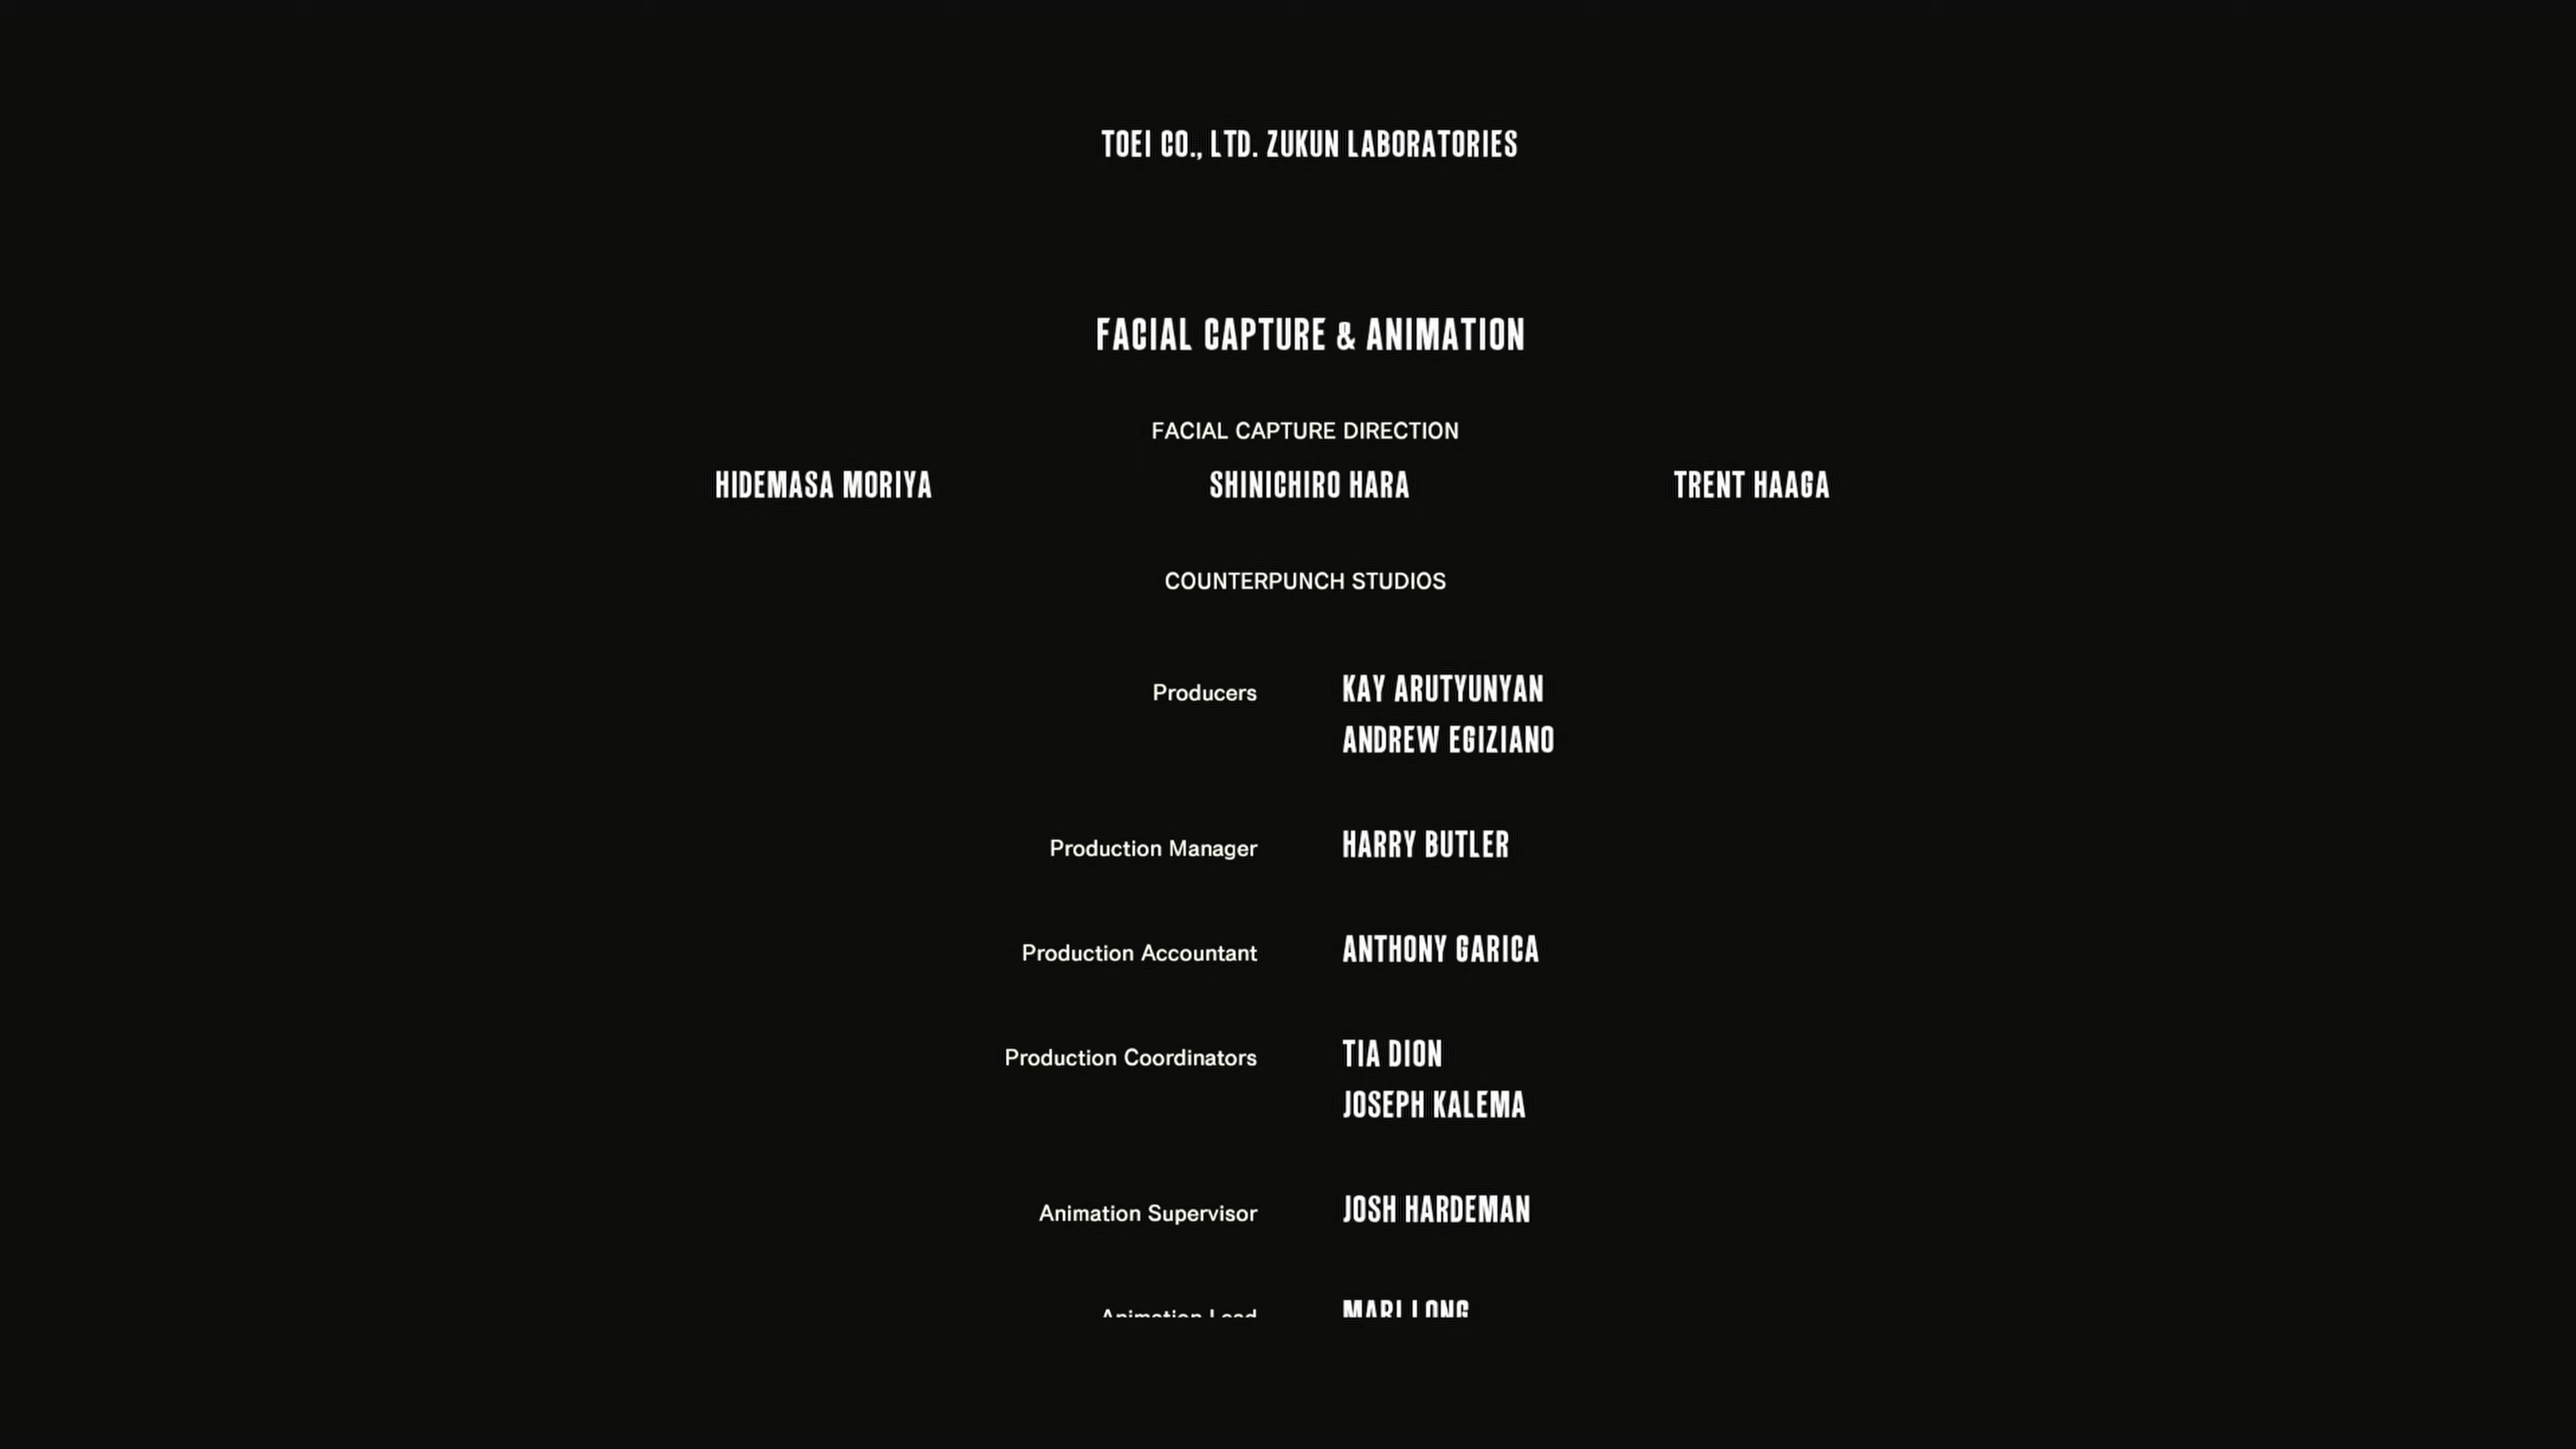 TOEI CO., LTD. ZUKUN LABORATORIES
FACIAL CAPTURE & ANIMATION
FACIAL CAPTURE DIRECTION
HIDEMASA MORIYA SHINICHIRO HARA TRENT HAAGA
COUNTERPUNCH STUDIOS
Producers KAY ARUTYUNYAN
ANDREW EGIZIANO
Production Manager HARRY BUTLER
Production Accountant ANTHONY GARICA
Production Coordinators TIA DION
JOSEPH KALEMA
Animation Supervisor JOSH HARDEMAN
Animation Lead